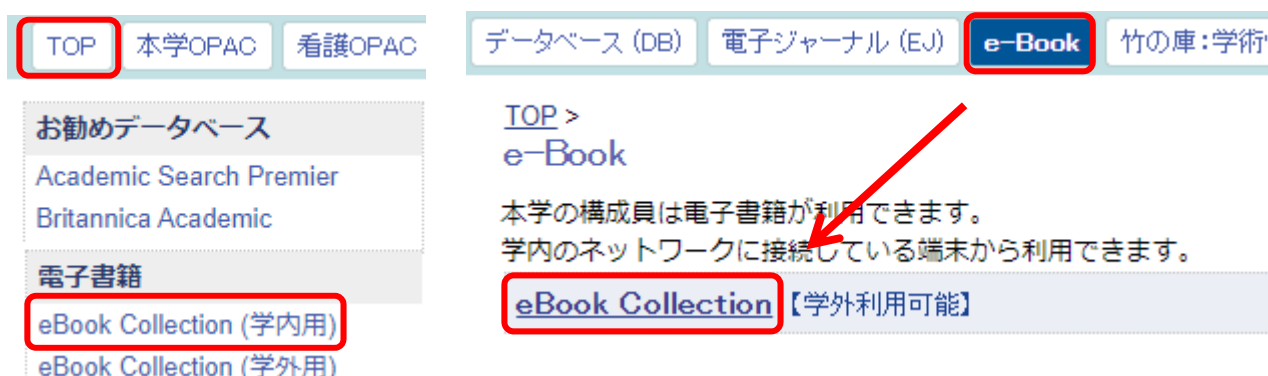 TOP 本学OPAC 看護OPAC
お勧めデータベース
Academic Search Premier
Britannica Academic
電子書籍
eBook Collection (学内用)
eBook Collection (学外用)
データベース (DB) 電子ジャーナル (EJ) e-Book 竹の庫:学術
TOP >
e-Book
本学の構成員は電子書籍が利用できます。
学内のネットワークに接続している端末から利用できます。
eBook Collection【学外利用可能】